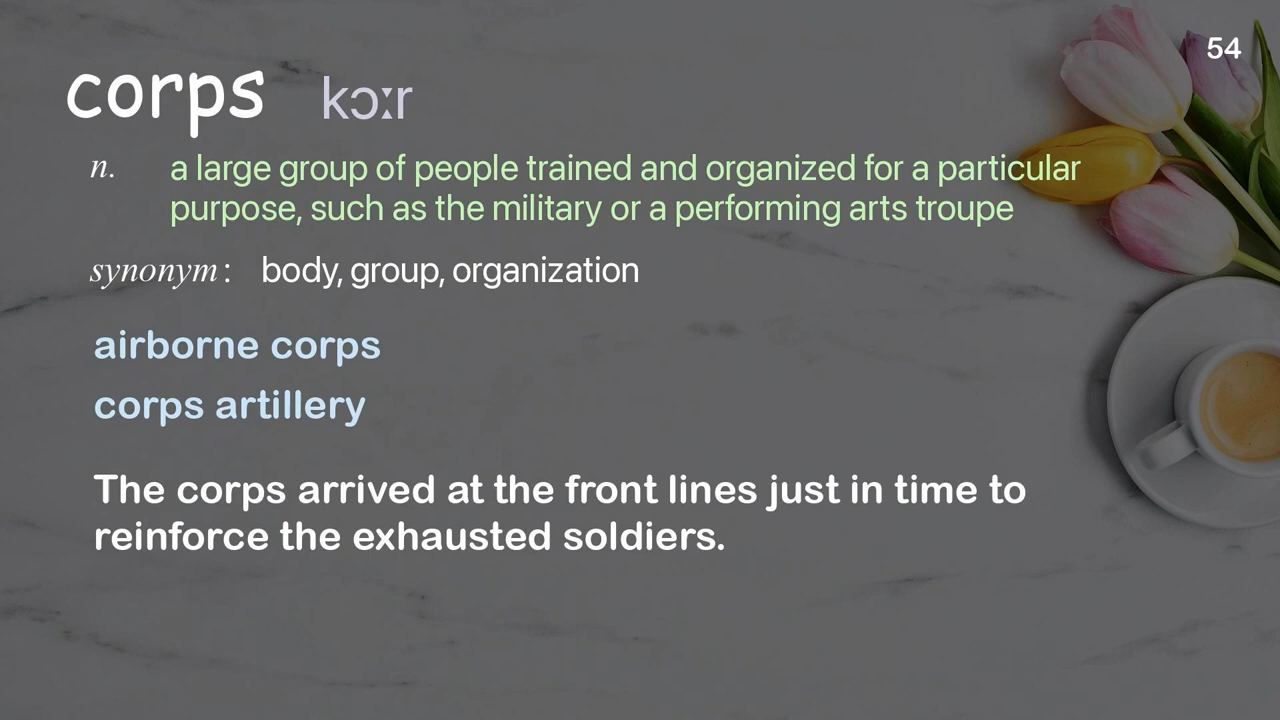 54
corps kɔːr
n. a large group of people trained and organized for a particular
purpose, such as the military or a performing arts troupe
synonym: body, group, organization
airborne corps
corps artillery
The corps arrived at the front lines just in time to
reinforce the exhausted soldiers.